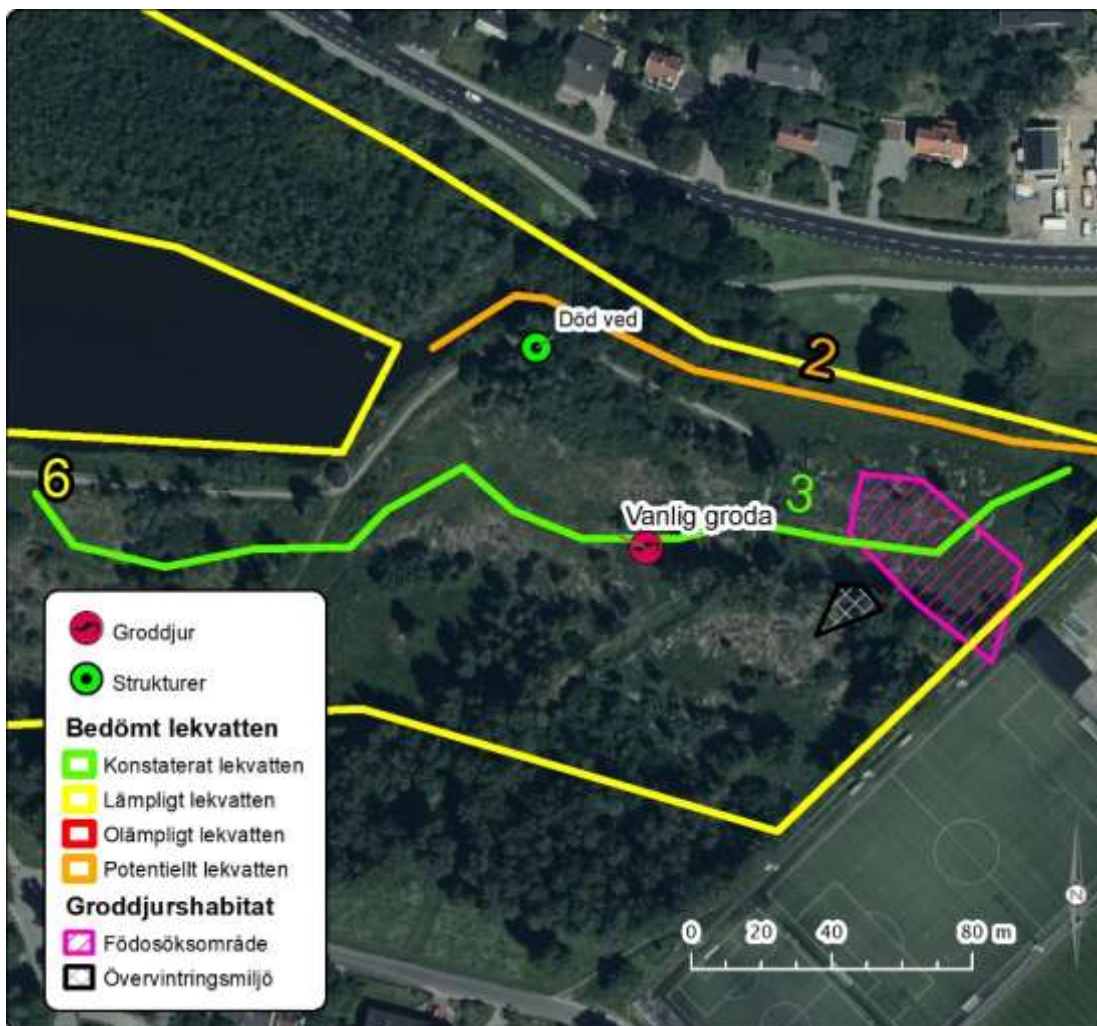 Död ved
2
6
3
Vanlig groda
Groddjur
Strukturer
Bedömt lekvatten
Konstaterat lekvatten
Lämpligt lekvatten
Olämpligt lekvatten
Potentiellt lekvatten
Groddjurshabitat
Födosöksområde
Övervintringsmiljö
0 20 40 80 m
N